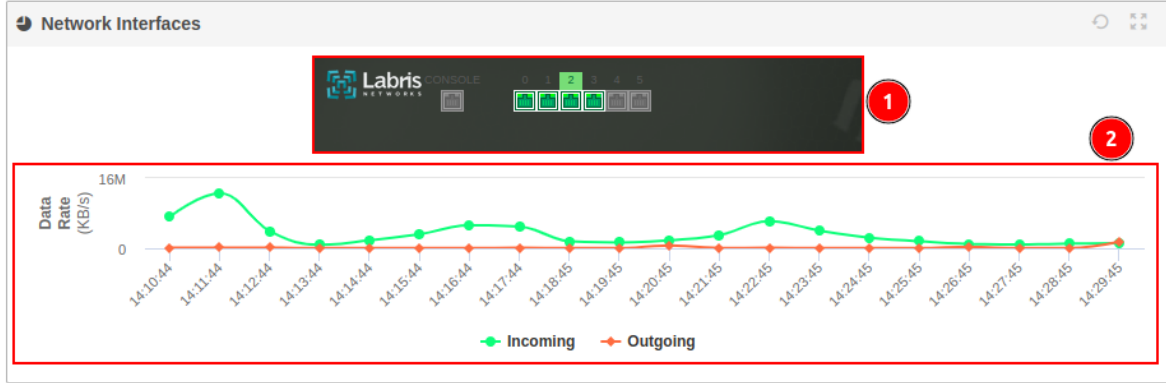 Network Interfaces
Labris
NETWORKS
CONSOLE 0 1 2 3 4 5
1
2
Data
Rate
(KB/s)
16M
0
14:10:44 14:11:44 14:12:44 14:13:44 14:14:44 14:15:44 14:16:44 14:17:44 14:18:45 14:19:45 14:20:45 14:21:45 14:22:45 14:23:45 14:24:45 14:25:45 14:26:45 14:27:45 14:28:45 14:29:45
Incoming Outgoing